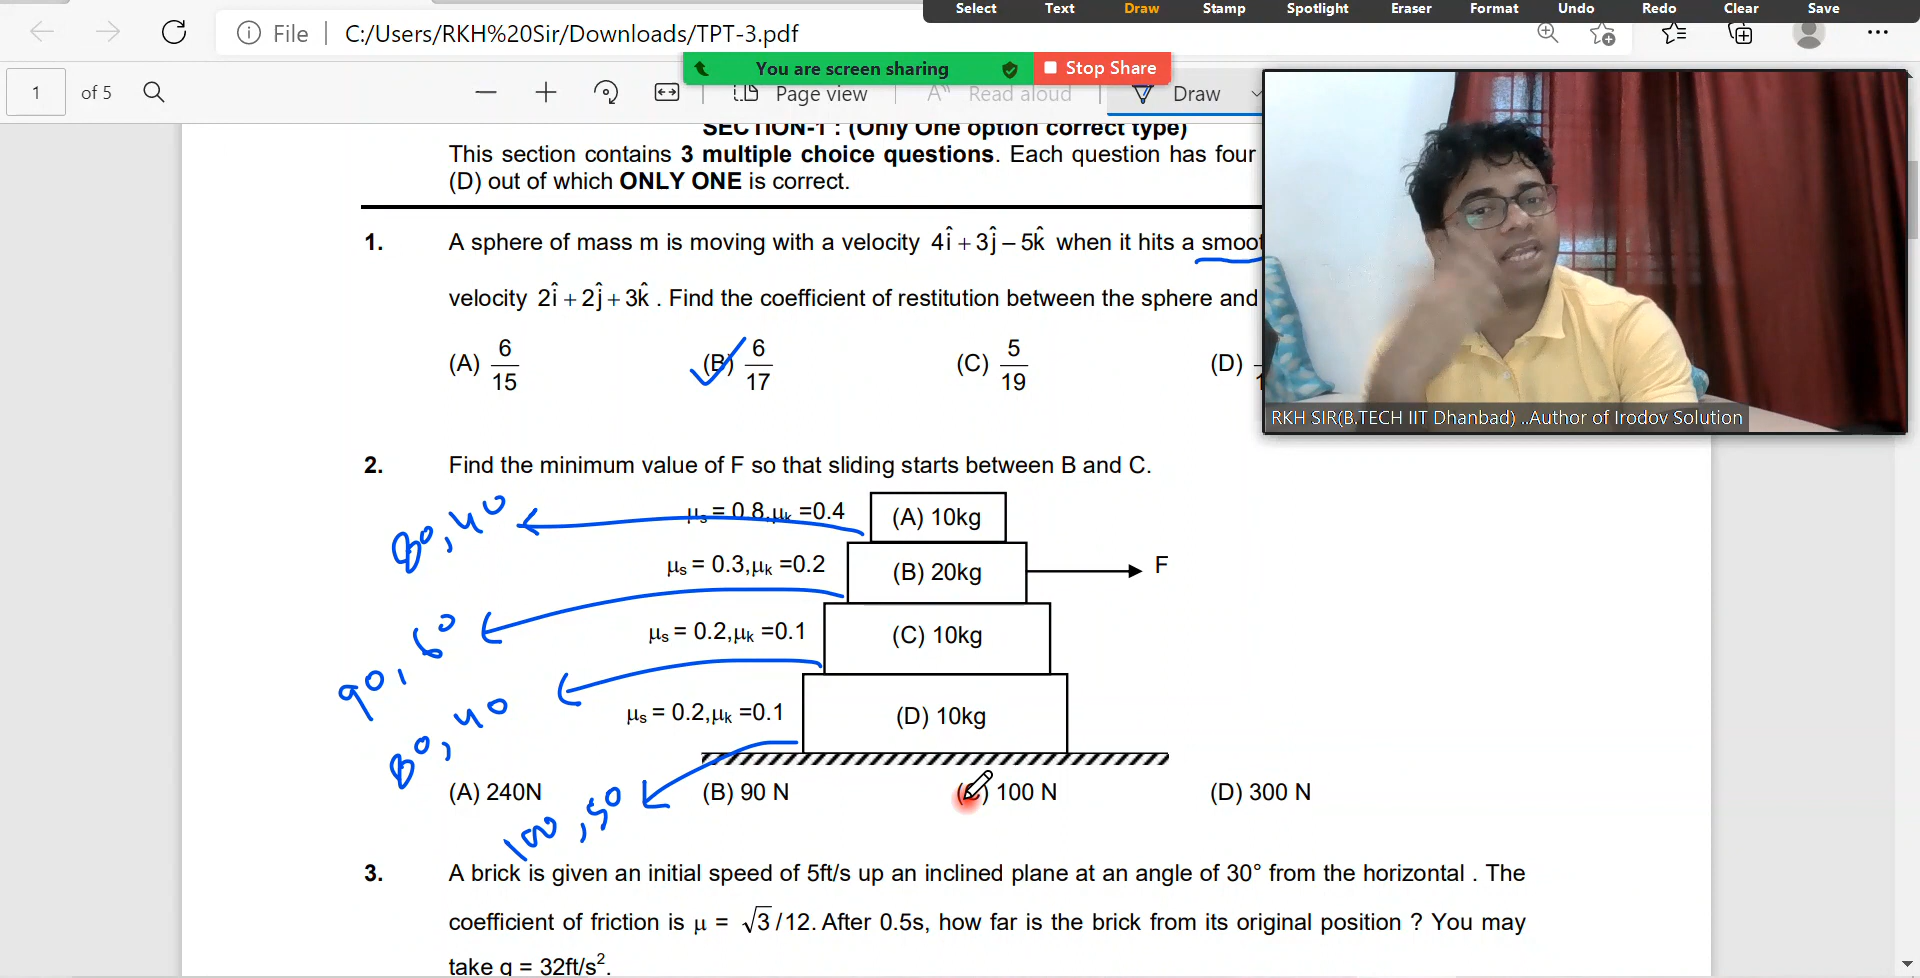 Select Text Draw Stamp Spotlight Eraser Format Undo Redo Clear Save
File | C:/Users/RKH%20Sir/Downloads/TPT-3.pdf
You are screen sharing Stop Share
1 of 5 Page view Read aloud Draw
SECTION-1 : (Only One option correct type)
This section contains 3 multiple choice questions. Each question has four
(D) out of which ONLY ONE is correct.
1. A sphere of mass m is moving with a velocity 4î + 3ĵ – 5k̂ when it hits a smoot
velocity 2î + 2ĵ + 3k̂ . Find the coefficient of restitution between the sphere and
(A) 6/15 (B) 6/17 (C) 5/19 (D)
RKH SIR(B.TECH IIT Dhanbad) ..Author of Irodov Solution
2. Find the minimum value of F so that sliding starts between B and C.
80, 40 μs = 0.8,μk =0.4 (A) 10kg
μs = 0.3,μk =0.2 (B) 20kg F
90, 60 μs = 0.2,μk =0.1 (C) 10kg
80, 40 μs = 0.2,μk =0.1 (D) 10kg
(A) 240N (B) 90 N (C) 100 N (D) 300 N
100, 50
3. A brick is given an initial speed of 5ft/s up an inclined plane at an angle of 30° from the horizontal . The
coefficient of friction is μ = √3/12. After 0.5s, how far is the brick from its original position ? You may
take g = 32ft/s².